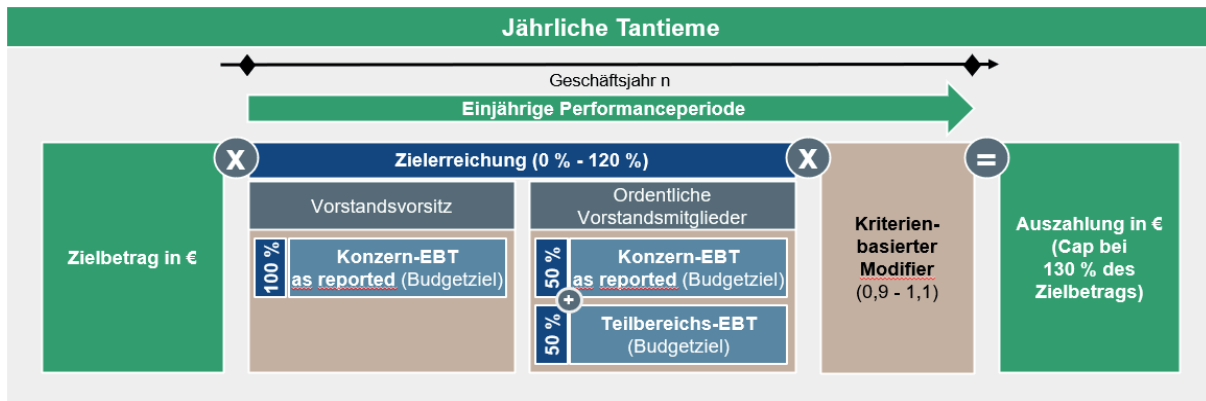 Jährliche Tantieme
Geschäftsjahr n
Einjährige Performanceperiode
Zielbetrag in €
X
Zielerreichung (0 % - 120 %)
Vorstandsvorsitz
100 %
Konzern-EBT
as reported (Budgetziel)
Ordentliche
Vorstandsmitglieder
50 %
Konzern-EBT
as reported (Budgetziel)
+
50 %
Teilbereichs-EBT
(Budgetziel)
X
Kriterien-
basierter
Modifier
(0,9 - 1,1)
=
Auszahlung in €
(Cap bei
130 % des
Zielbetrags)